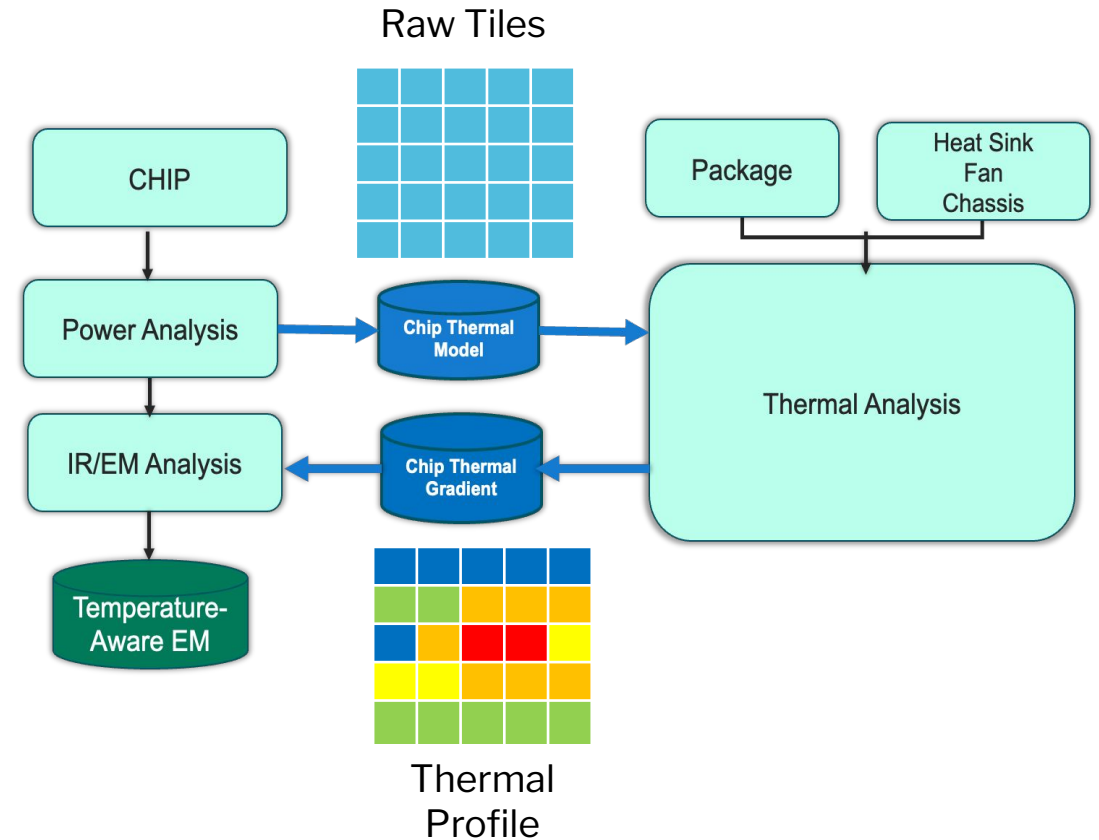 Raw Tiles
CHIP
Package
Heat Sink
Fan
Chassis
Power Analysis
Chip Thermal
Model
Thermal Analysis
IR/EM Analysis
Chip Thermal
Gradient
Temperature-
Aware EM
Thermal
Profile